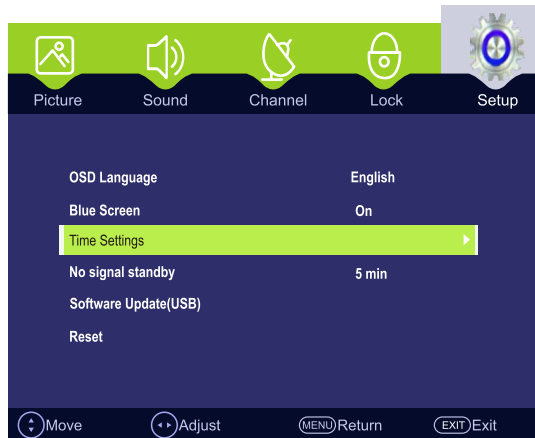 Picture Sound Channel Lock Setup
OSD Language English
Blue Screen On
Time Settings
No signal standby 5 min
Software Update(USB)
Reset
Move Adjust MENU Return EXIT Exit